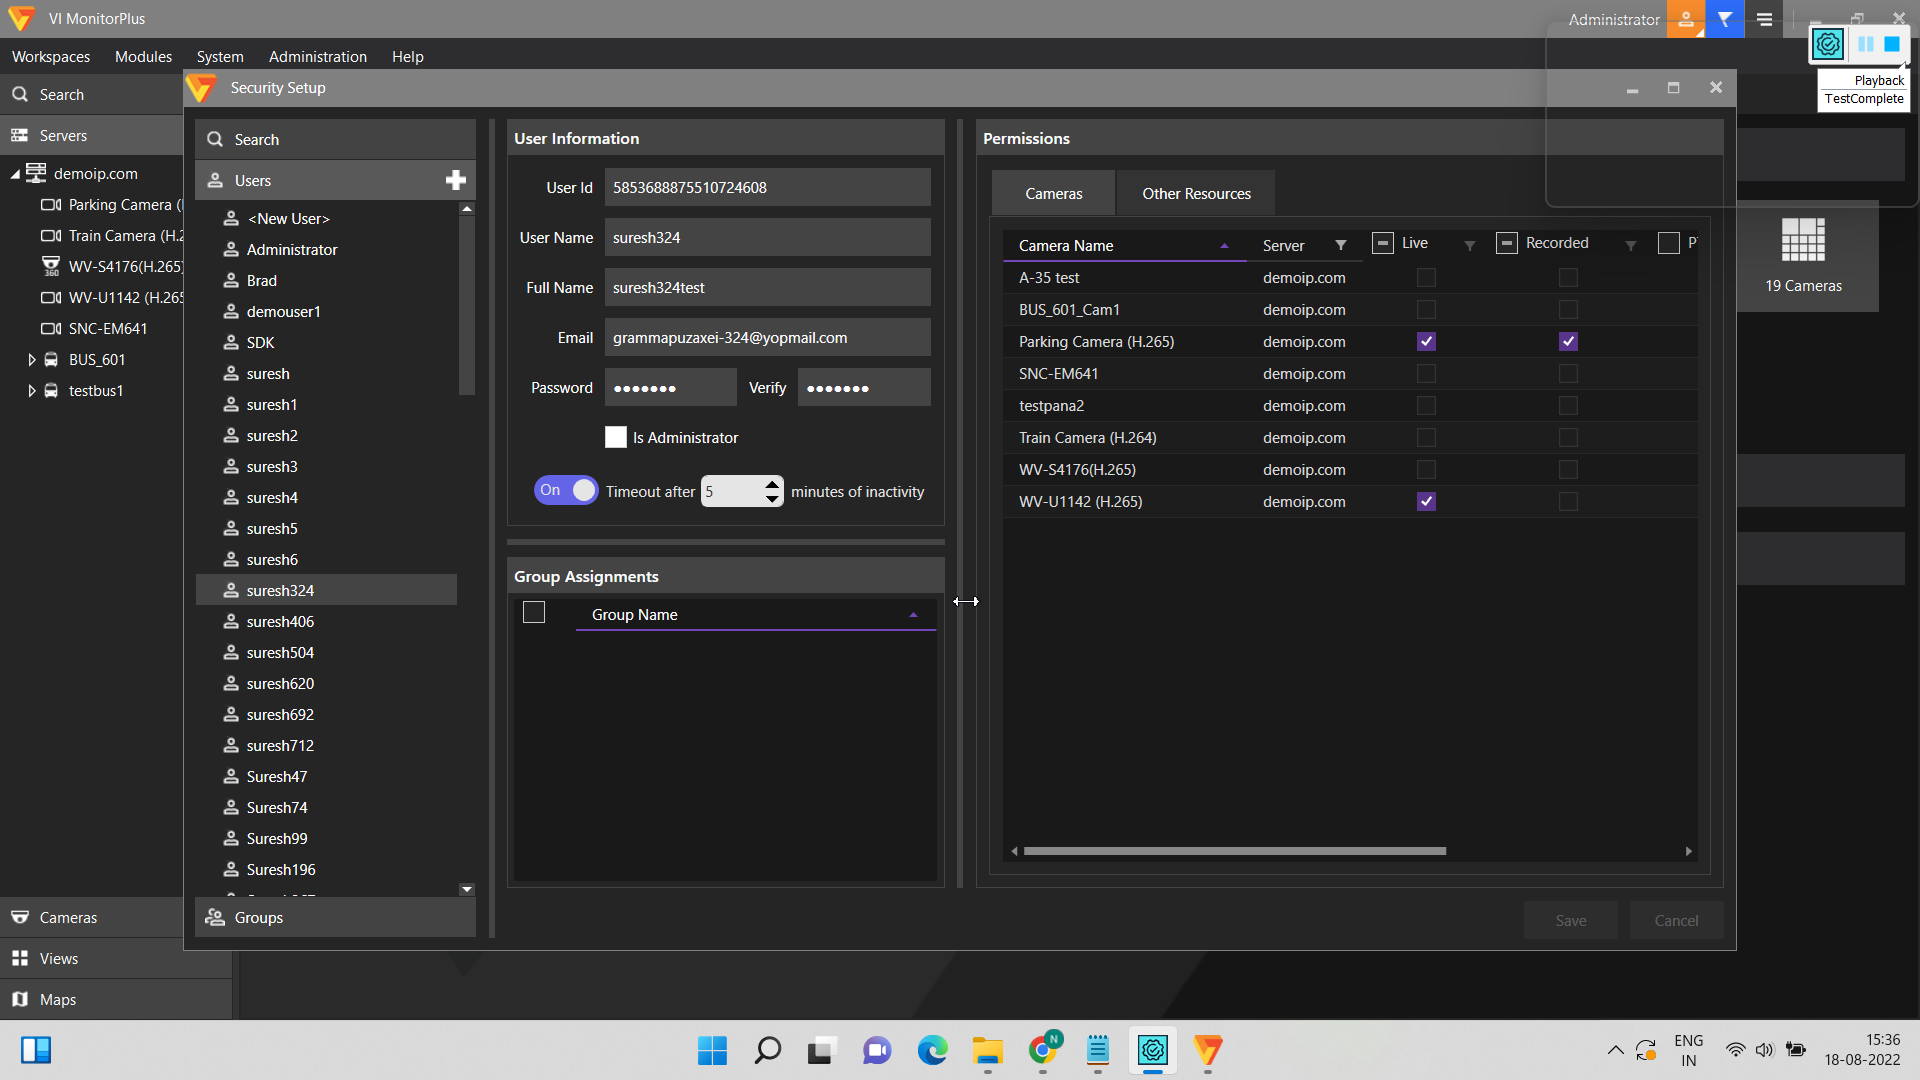 VI MonitorPlus
Administrator
Workspaces
Modules
System
Administration
Help
Playback
TestComplete
Search
Servers
demoip.com
Parking Camera (
Train Camera (H.2
WV-S4176(H.265)
WV-U1142 (H.265
SNC-EM641
BUS_601
testbus1
Cameras
Views
Maps
Security Setup
Search
Users
<New User>
Administrator
Brad
demouser1
SDK
suresh
suresh1
suresh2
suresh3
suresh4
suresh5
suresh6
suresh324
suresh406
suresh504
suresh620
suresh692
suresh712
Suresh47
Suresh74
Suresh99
Suresh196
Groups
User Information
User Id 5853688875510724608
User Name suresh324
Full Name suresh324test
Email grammapuzaxei-324@yopmail.com
Password ●●●●●●● Verify ●●●●●●●
Is Administrator
On Timeout after 5 minutes of inactivity
Group Assignments
Group Name
Permissions
Cameras Other Resources
Camera Name Server Live Recorded
A-35 test demoip.com
BUS_601_Cam1 demoip.com
Parking Camera (H.265) demoip.com
SNC-EM641 demoip.com
testpana2 demoip.com
Train Camera (H.264) demoip.com
WV-S4176(H.265) demoip.com
WV-U1142 (H.265) demoip.com
Save Cancel
19 Cameras
360
N
ENG
IN
15:36
18-08-2022